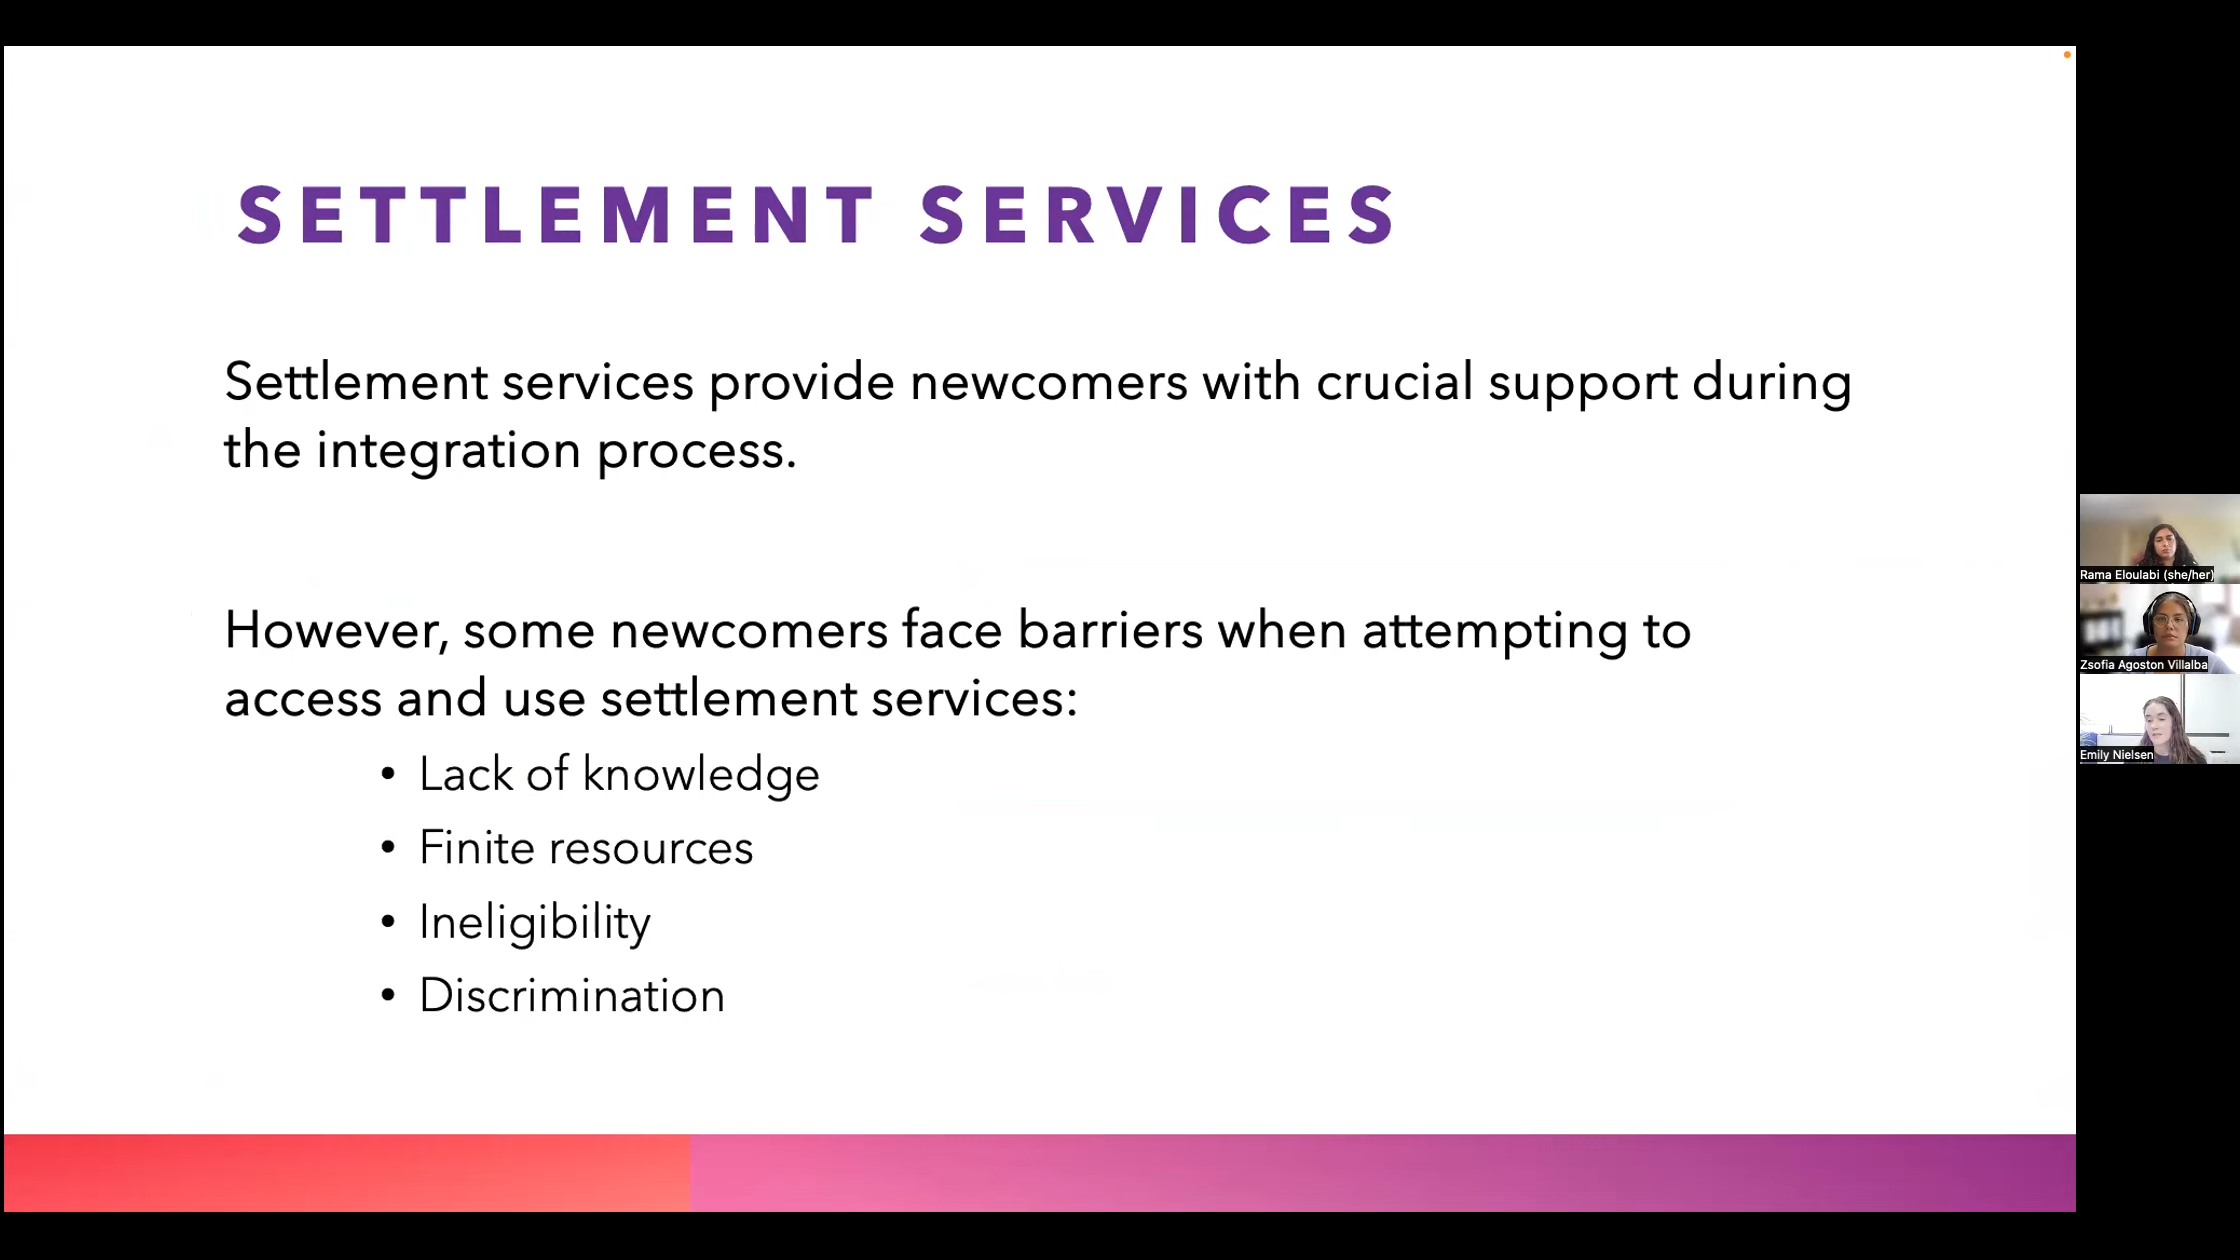 SETTLEMENT SERVICES
Settlement services provide newcomers with crucial support during
the integration process.
However, some newcomers face barriers when attempting to
access and use settlement services:
• Lack of knowledge
• Finite resources
• Ineligibility
• Discrimination
Rama Eloulabi (she/her)
Zsofia Agoston Villalba
Emily Nielsen